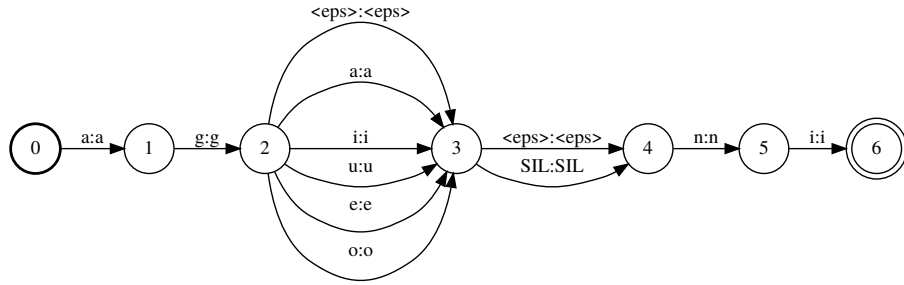 <eps>:<eps>
a:a
0 a:a 1 g:g 2 i:i 3 <eps>:<eps> 4 n:n 5 i:i 6
u:u SIL:SIL
e:e
o:o